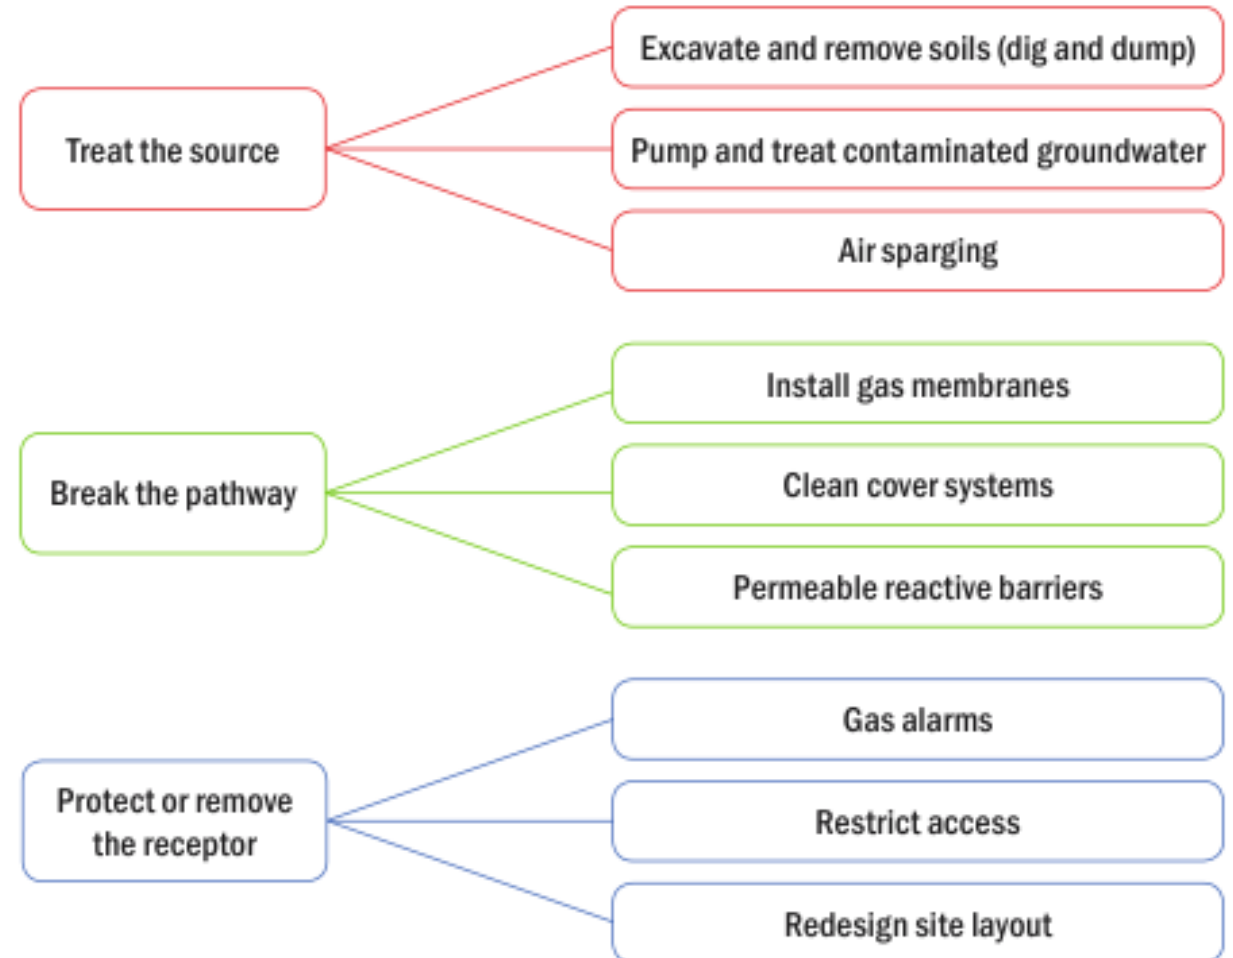 Treat the source
Excavate and remove soils (dig and dump)
Pump and treat contaminated groundwater
Air sparging
Break the pathway
Install gas membranes
Clean cover systems
Permeable reactive barriers
Protect or remove
the receptor
Gas alarms
Restrict access
Redesign site layout